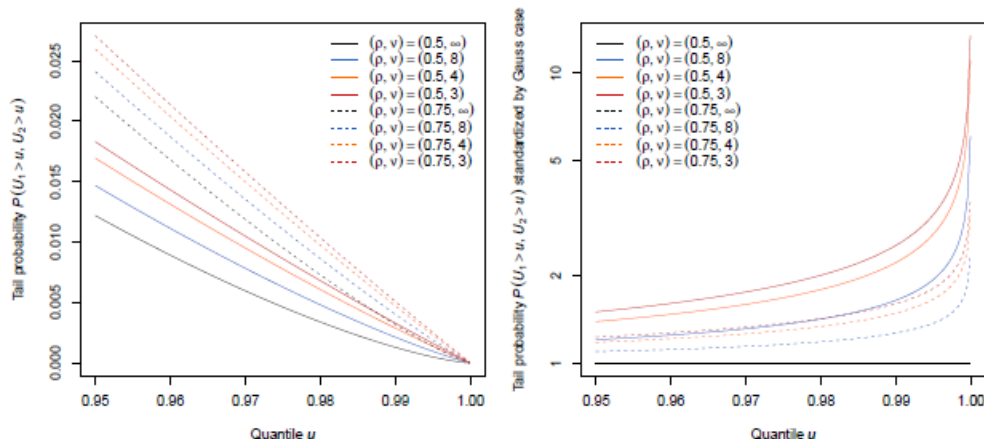 Tail probability P(U₁ > u, U₂ > u)
0.025
0.020
0.015
0.010
0.005
0.000
(ρ, ν) = (0.5, ∞)
(ρ, ν) = (0.5, 8)
(ρ, ν) = (0.5, 4)
(ρ, ν) = (0.5, 3)
(ρ, ν) = (0.75, ∞)
(ρ, ν) = (0.75, 8)
(ρ, ν) = (0.75, 4)
(ρ, ν) = (0.75, 3)
0.95 0.96 0.97 0.98 0.99 1.00
Quantile u
Tail probability P(U₁ > u, U₂ > u) standardized by Gauss case
10
5
2
1
(ρ, ν) = (0.5, ∞)
(ρ, ν) = (0.5, 8)
(ρ, ν) = (0.5, 4)
(ρ, ν) = (0.5, 3)
(ρ, ν) = (0.75, ∞)
(ρ, ν) = (0.75, 8)
(ρ, ν) = (0.75, 4)
(ρ, ν) = (0.75, 3)
0.95 0.96 0.97 0.98 0.99 1.00
Quantile u